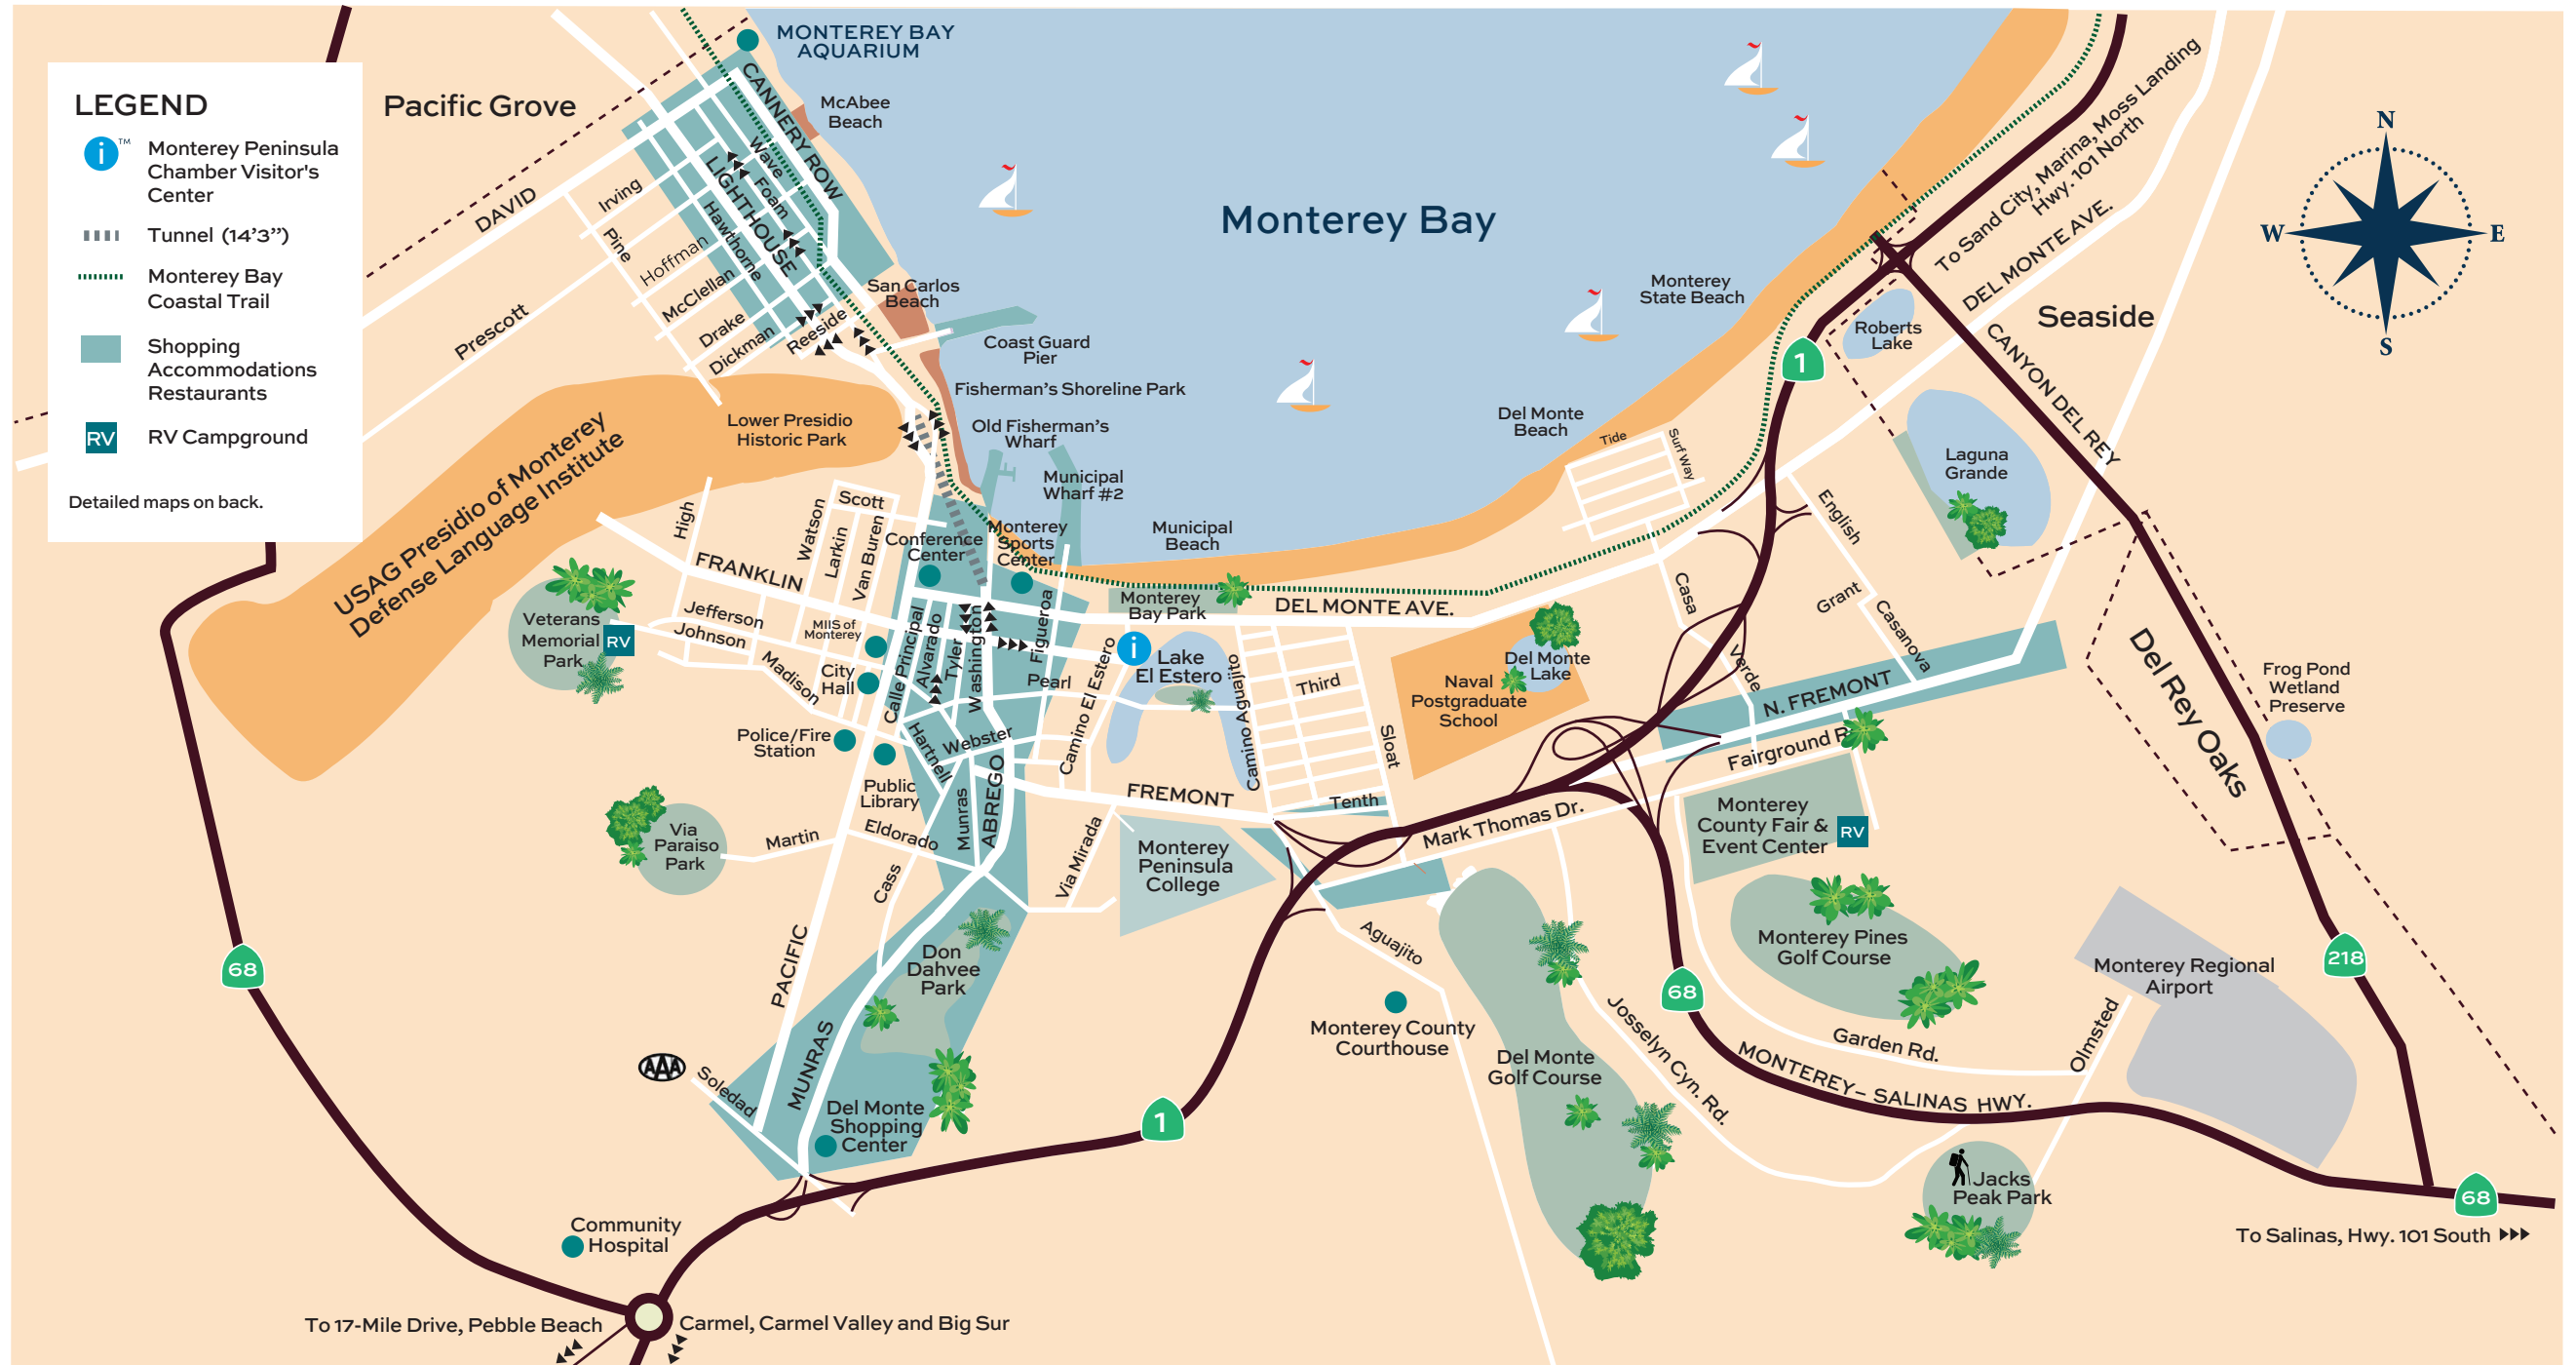 MONTEREY BAY
AQUARIUM
LEGEND
i
TM
Monterey Peninsula
Chamber Visitor's
Center
Tunnel (14'3")
Monterey Bay
Coastal Trail
Shopping
Accommodations
Restaurants
RV
RV Campground
Detailed maps on back.
Pacific Grove
CANNERY ROW
McAbee
Beach
Wave
Foam
LIGHTHOUSE
Hawthorne
DAVID
Irving
Pine
Hoffman
McClellan
Prescott
Drake
Dickman
Reeside
San Carlos
Beach
Coast Guard
Pier
Fisherman's Shoreline Park
Old Fisherman's
Wharf
Municipal
Wharf #2
Monterey Bay
Monterey
State Beach
Del Monte
Beach
Tide
Surf Way
Municipal
Beach
To Sand City, Marina, Moss Landing
Hwy. 101 North
DEL MONTE AVE.
Seaside
N
W
E
S
Roberts
Lake
1
CANYON DEL REY
Laguna
Grande
Lower Presidio
Historic Park
USAG Presidio of Monterey
Defense Language Institute
High
Scott
Watson
Larkin
Van Buren
FRANKLIN
Conference
Center
Monterey
Sports
Center
Jefferson
Johnson
Madison
MIIS of
Monterey
City
Hall
Veterans
Memorial
Park
RV
Calle Principal
Alvarado
Tyler
Washington
Figueroa
Pearl
Camino El Estero
i
Lake
El Estero
Monterey
Bay Park
DEL MONTE AVE.
Camino Aguajito
Third
Sloat
Tenth
Naval
Postgraduate
School
Del Monte
Lake
Casa
Verde
English
Grant
Casanova
N. FREMONT
Fairground R
Del Rey Oaks
Frog Pond
Wetland
Preserve
Police/Fire
Station
Public
Library
Hartnell
Webster
Munras
ABREGO
FREMONT
Via
Paraiso
Park
Martin
Eldorado
Cass
Via Mirada
Monterey
Peninsula
College
Mark Thomas Dr.
Monterey
County Fair &
Event Center
RV
Monterey Pines
Golf Course
Monterey Regional
Airport
218
68
PACIFIC
Don
Dahvee
Park
MUNRAS
Aguajito
Monterey County
Courthouse
Del Monte
Golf Course
Josselyn Cyn. Rd.
68
Garden Rd.
Olmsted
MONTEREY – SALINAS HWY.
AAA
Soledad
Del Monte
Shopping
Center
1
Jacks
Peak Park
68
To Salinas, Hwy. 101 South
Community
Hospital
To 17-Mile Drive, Pebble Beach
Carmel, Carmel Valley and Big Sur